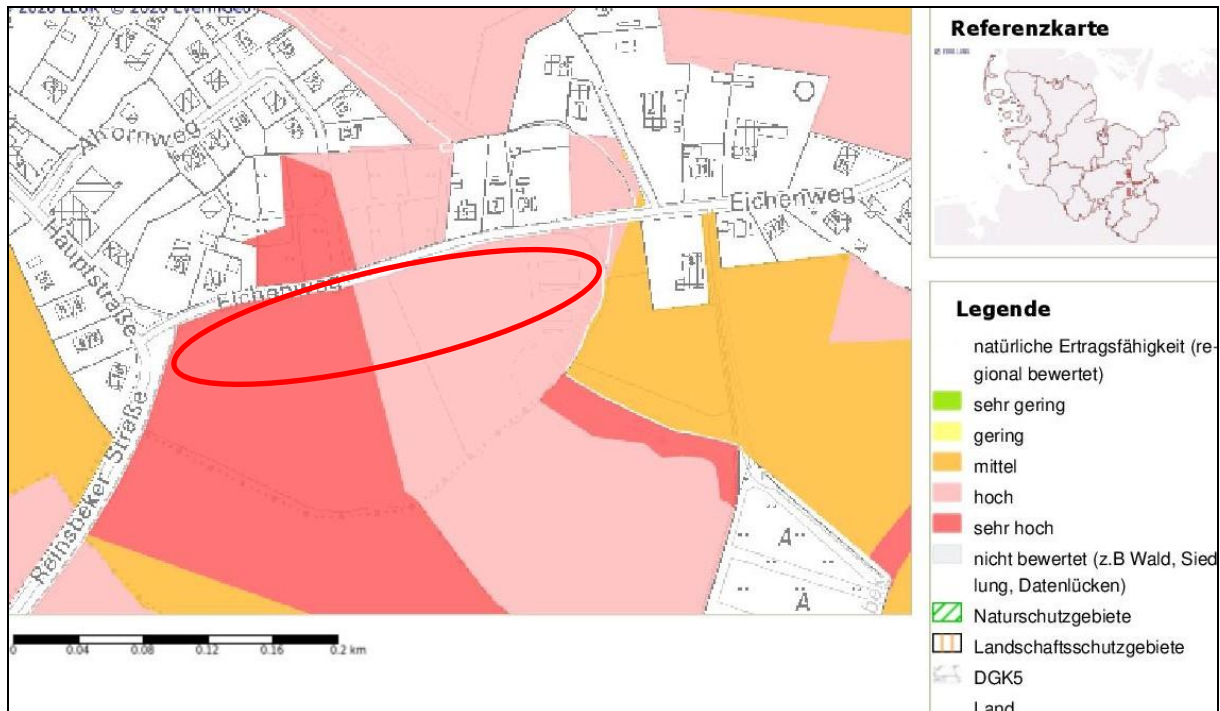 Ahornweg
Hauptstraße
Eichenweg
Eichenweg
Reinsbeker Straße
0 0.04 0.08 0.12 0.16 0.2 km
Referenzkarte
Legende
natürliche Ertragsfähigkeit (re-
gional bewertet)
sehr gering
gering
mittel
hoch
sehr hoch
nicht bewertet (z.B Wald, Sied
lung, Datenlücken)
Naturschutzgebiete
Landschaftsschutzgebiete
DGK5
Land